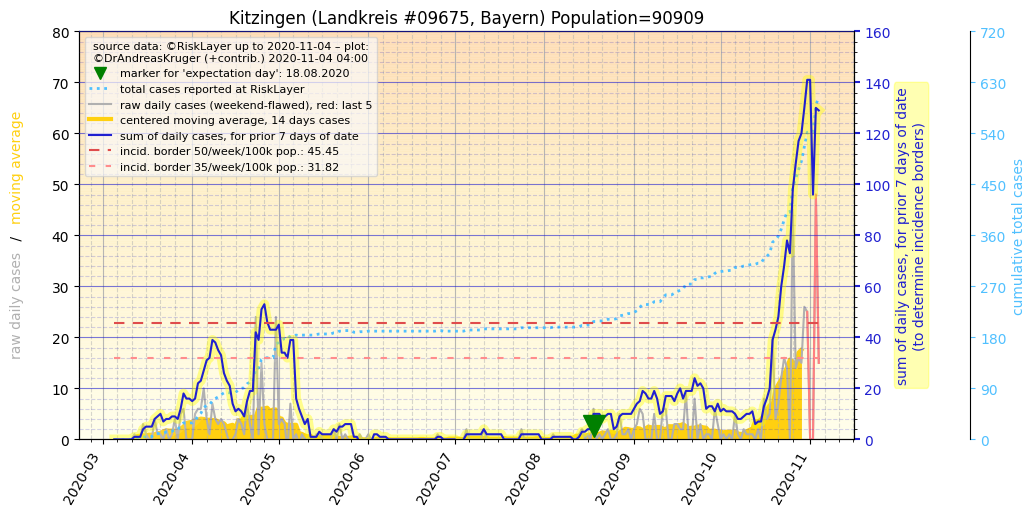 Kitzingen (Landkreis #09675, Bayern) Population=90909
source data: ©RiskLayer up to 2020-11-04 – plot:
©DrAndreasKruger (+contrib.) 2020-11-04 04:00
marker for 'expectation day': 18.08.2020
total cases reported at RiskLayer
raw daily cases (weekend-flawed), red: last 5
centered moving average, 14 days cases
sum of daily cases, for prior 7 days of date
incid. border 50/week/100k pop.: 45.45
incid. border 35/week/100k pop.: 31.82
raw daily cases / moving average
80
70
60
50
40
30
20
10
0
2020-03
2020-04
2020-05
2020-06
2020-07
2020-08
2020-09
2020-10
2020-11
160
140
120
100
80
60
40
20
0
sum of daily cases, for prior 7 days of date
(to determine incidence borders)
720
630
540
450
360
270
180
90
0
cumulative total cases